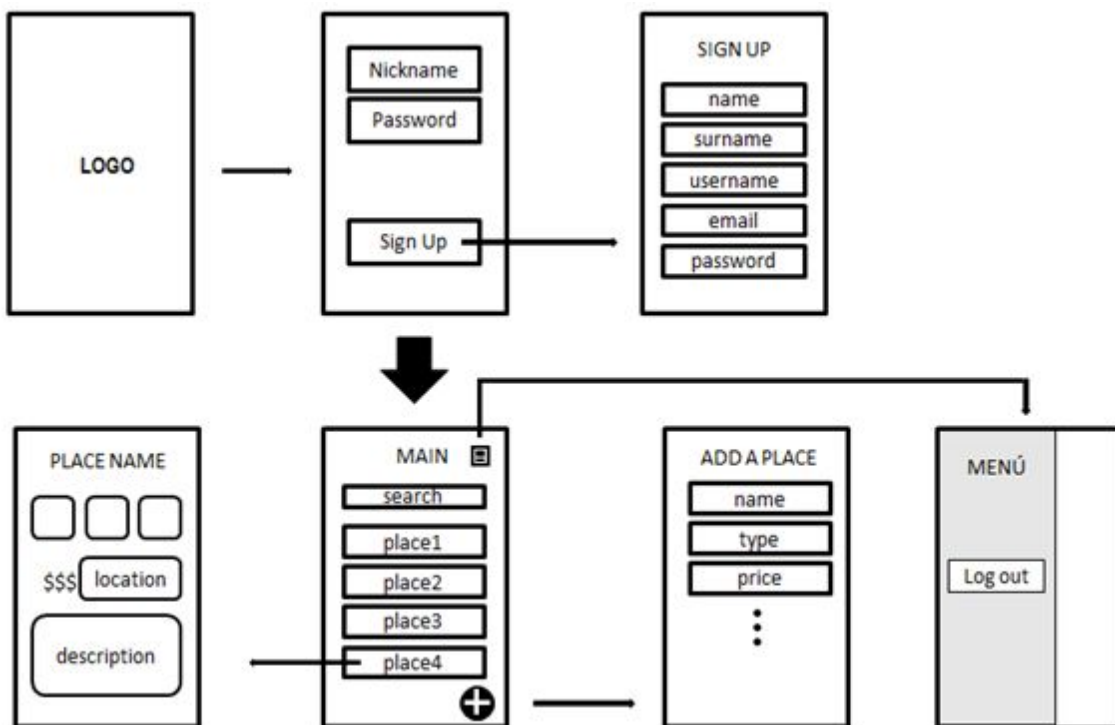 LOGO
Nickname
Password
Sign Up
SIGN UP
name
surname
username
email
password
PLACE NAME
$$$ location
description
MAIN
search
place1
place2
place3
place4
ADD A PLACE
name
type
price
MENÚ
Log out